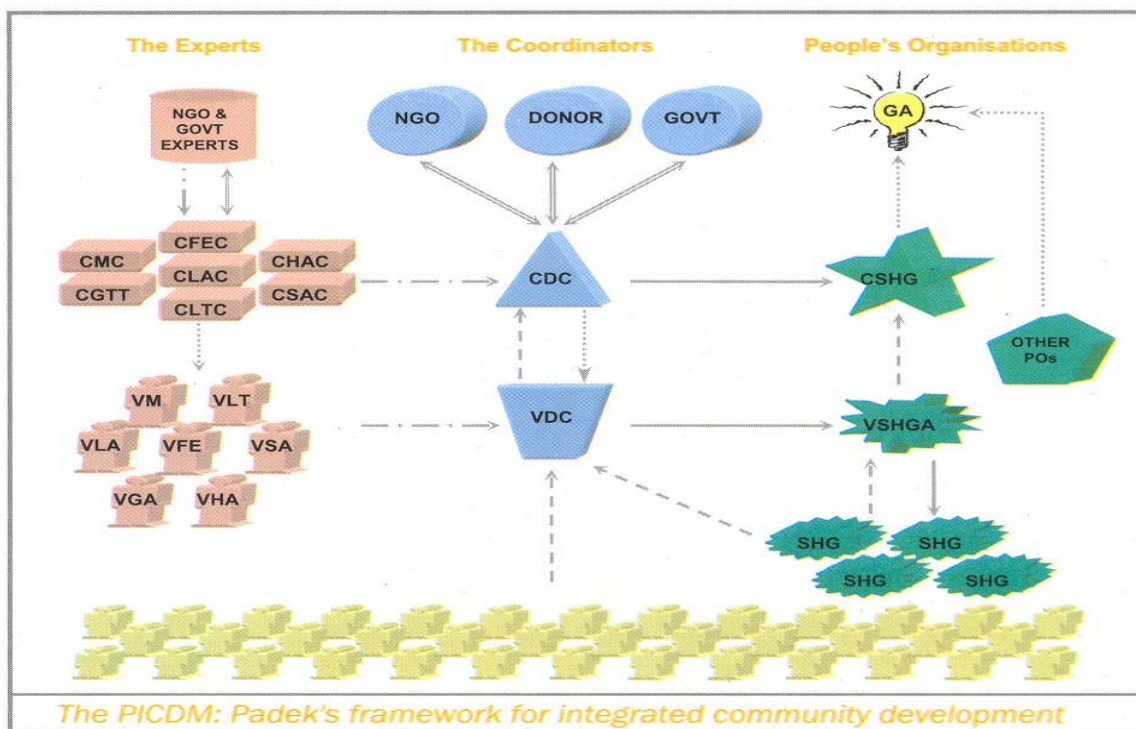 The Experts
The Coordinators
People's Organisations
NGO &
GOVT
EXPERTS
NGO
DONOR
GOVT
GA
CFEC
CMC
CHAC
CLAC
CGTT
CSAC
CLTC
CDC
CSHG
OTHER
POs
VM
VLT
VLA
VFE
VSA
VGA
VHA
VDC
VSHGA
SHG
SHG
SHG
SHG
The PICDM: Padek's framework for integrated community development